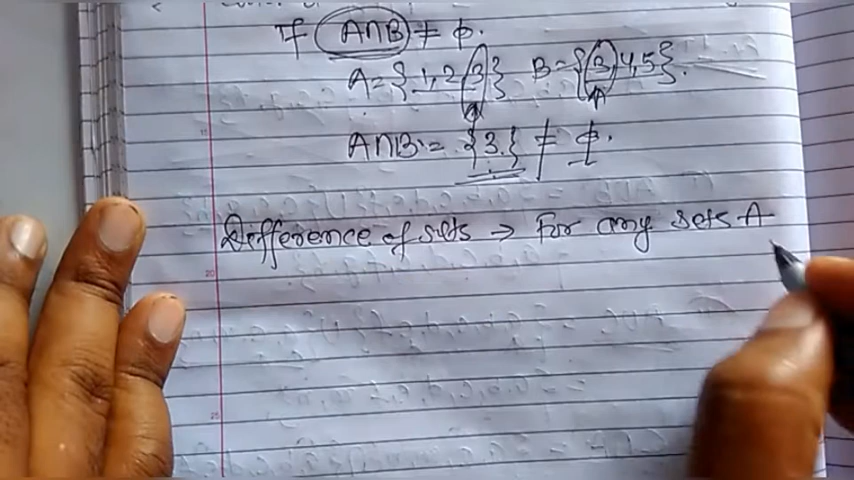 If A∩B ≠ ϕ.
A = {1, 2, 3} B = {3, 4, 5}.
A∩B = {3} ≠ ϕ.
Difference of sets → For any sets A